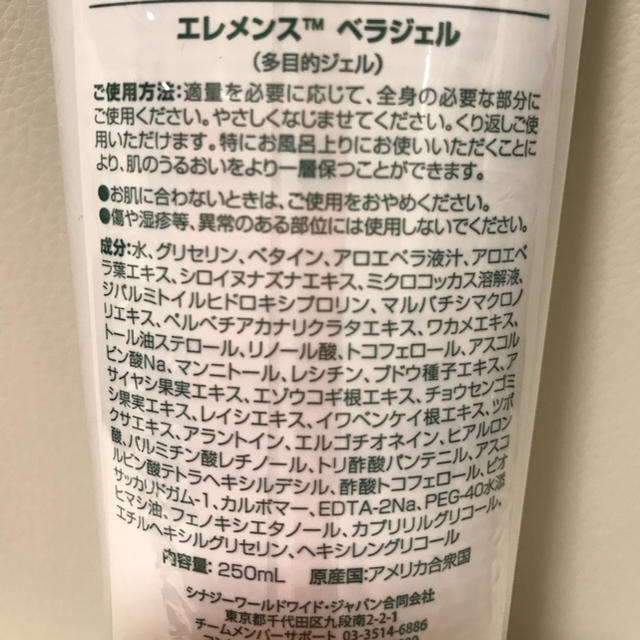 エレメンス™ ベラジェル
(多目的ジェル)
ご使用方法:適量を必要に応じて、全身の必要な部分に
ご使用ください。やさしくなじませてください。くり返しご使
用いただけます。特にお風呂上りにお使いいただくことに
より、肌のうるおいをより一層保つことができます。
●お肌に合わないときは、ご使用をおやめください。
●傷や湿疹等、異常のある部位には使用しないでください。
成分:水、グリセリン、ベタイン、アロエベラ液汁、アロエベ
ラ葉エキス、シロイヌナズナエキス、ミクロコッカス溶解液、
ジパルミトイルヒドロキシプロリン、マルバチシマクロノ
リエキス、ペルベチアカナリクラタエキス、ワカメエキス、
トール油ステロール、リノール酸、トコフェロール、アスコル
ビン酸Na、マンニトール、レシチン、ブドウ種子エキス、ア
サイヤシ果実エキス、エゾウコギ根エキス、チョウセンゴミ
シ果実エキス、レイシエキス、イワベンケイ根エキス、ツボ
クサエキス、アラントイン、エルゴチオネイン、ヒアルロン
酸、パルミチン酸レチノール、トリ酢酸パンテニル、アスコ
ルビン酸テトラヘキシルデシル、酢酸トコフェロール、ビオ
サッカリドガム-1、カルボマー、EDTA-2Na、PEG-40水添
ヒマシ油、フェノキシエタノール、カプリリルグリコール、
エチルヘキシルグリセリン、ヘキシレングリコール
内容量:250mL 原産国:アメリカ合衆国
シナジーワールドワイド・ジャパン合同会社
東京都千代田区九段南2-2-1
チームメンバーサポート 03-3514-6886